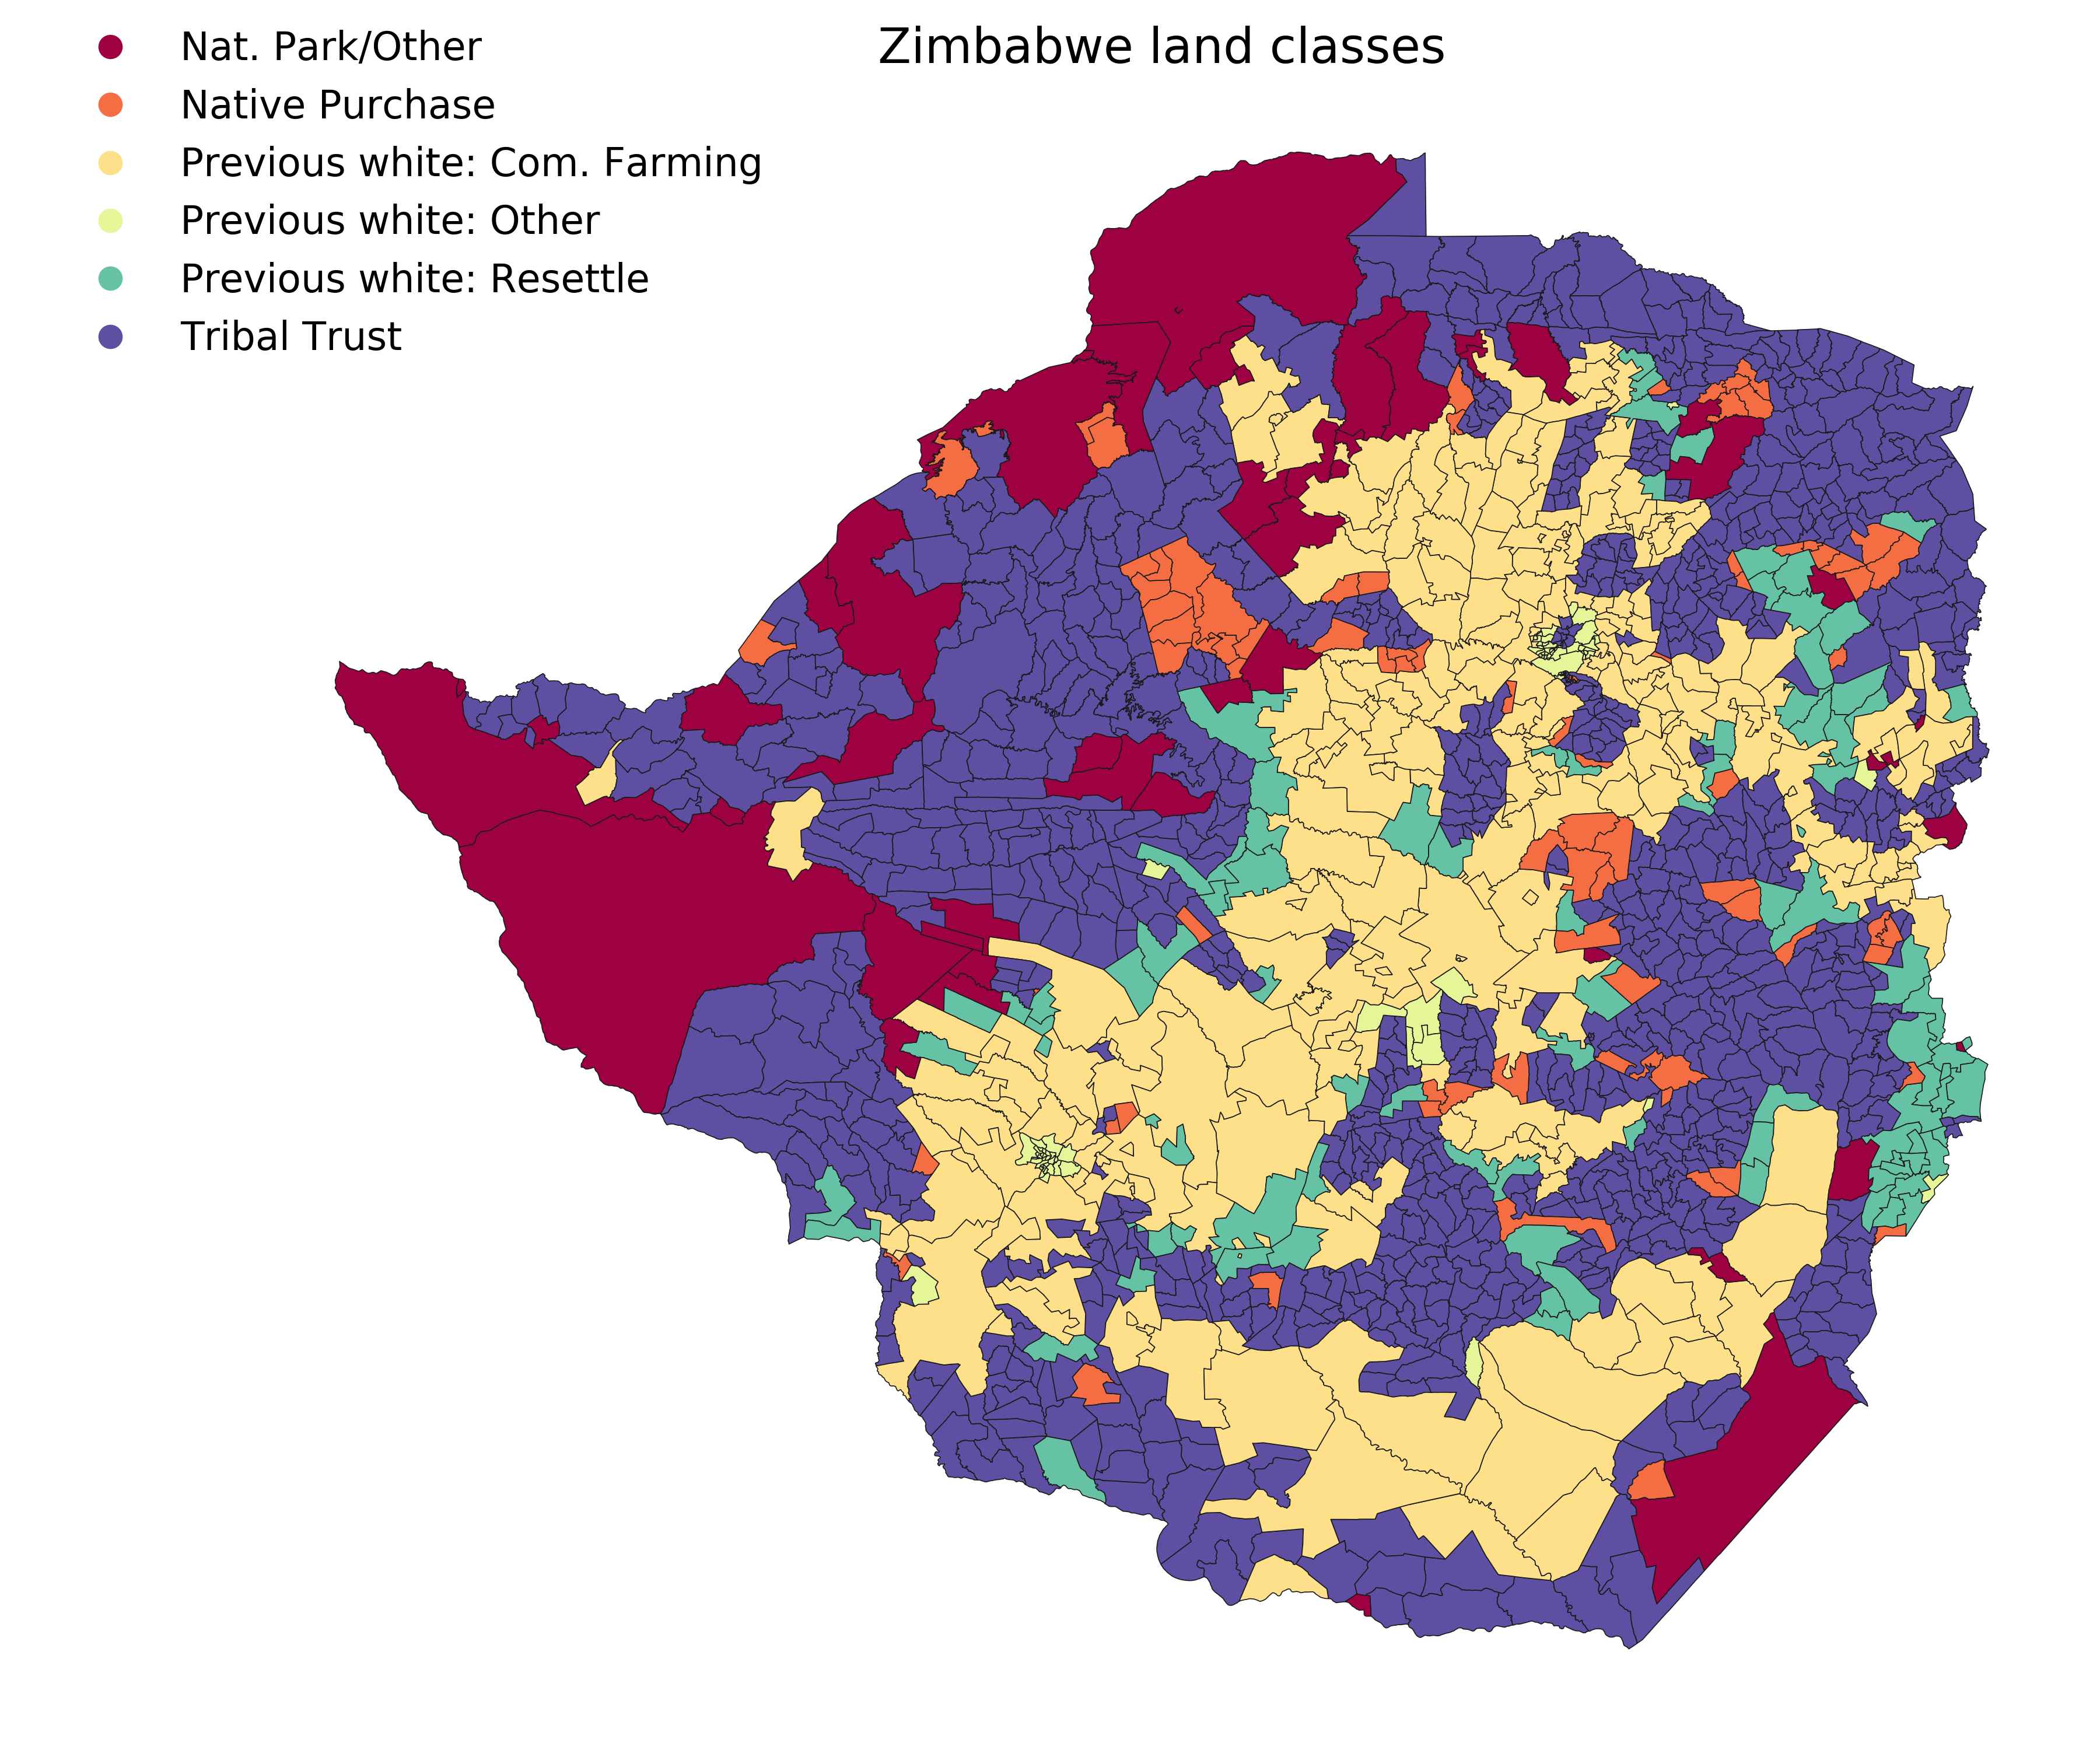 Zimbabwe land classes
Nat. Park/Other
Native Purchase
Previous white: Com. Farming
Previous white: Other
Previous white: Resettle
Tribal Trust